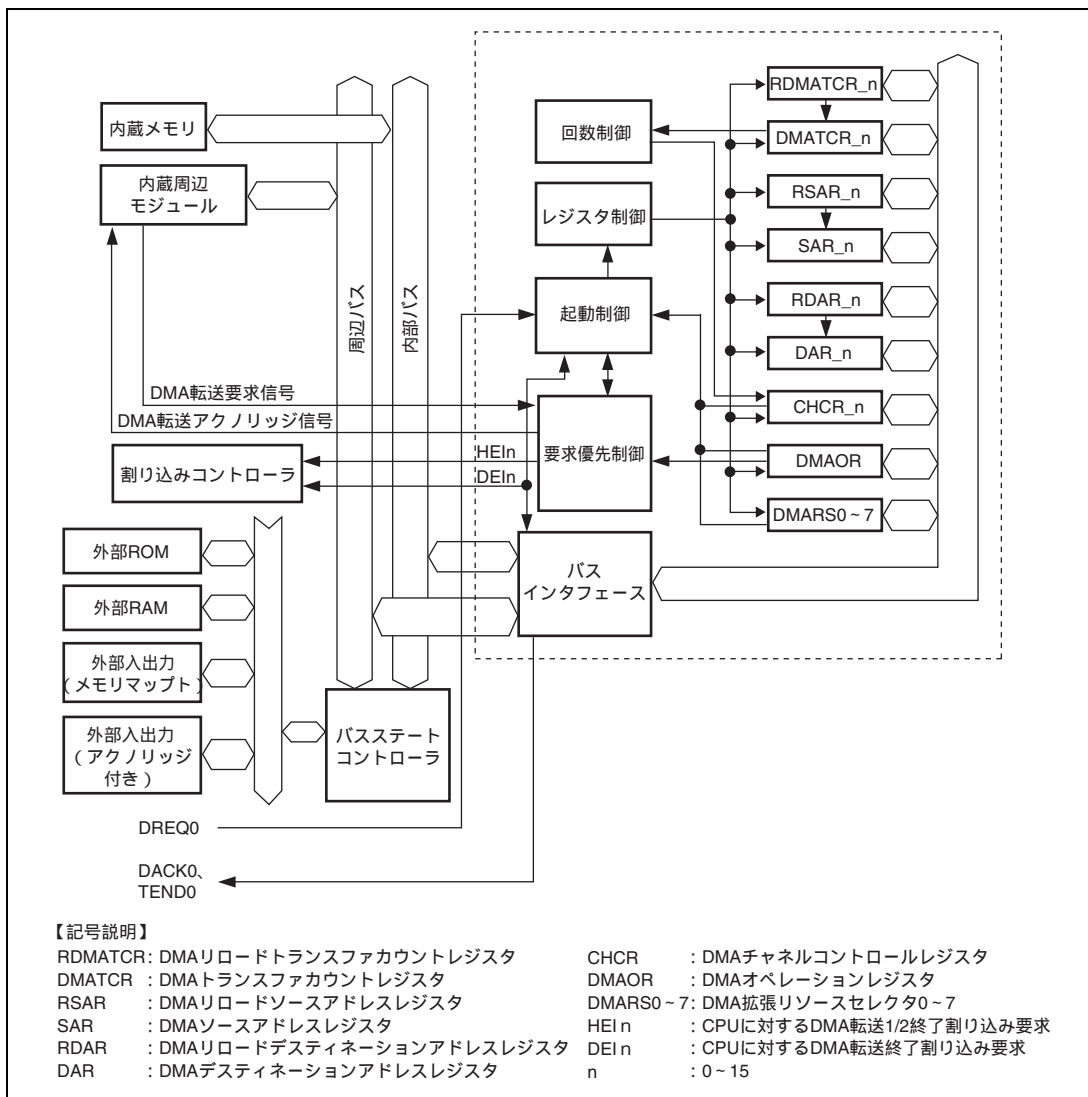 内蔵メモリ
内蔵周辺
モジュール
周辺バス
内部バス
DMA転送要求信号
DMA転送アクノリッジ信号
割り込みコントローラ
HEIn
DEIn
外部ROM
外部RAM
外部入出力
(メモリマップト)
外部入出力
(アクノリッジ
付き)
バスステート
コントローラ
DREQ0
DACK0、
TEND0
回数制御
レジスタ制御
起動制御
要求優先制御
バス
インタフェース
RDMATCR_n
DMATCR_n
RSAR_n
SAR_n
RDAR_n
DAR_n
CHCR_n
DMAOR
DMARS0~7
【記号説明】
RDMATCR: DMAリロードトランスファカウントレジスタ
DMATCR : DMAトランスファカウントレジスタ
RSAR : DMAリロードソースアドレスレジスタ
SAR : DMAソースアドレスレジスタ
RDAR : DMAリロードデスティネーションアドレスレジスタ
DAR : DMAデスティネーションアドレスレジスタ
CHCR : DMAチャネルコントロールレジスタ
DMAOR : DMAオペレーションレジスタ
DMARS0~7: DMA拡張リソースセレクタ0~7
HEI n : CPUに対するDMA転送1/2終了割り込み要求
DEI n : CPUに対するDMA転送終了割り込み要求
n : 0~15